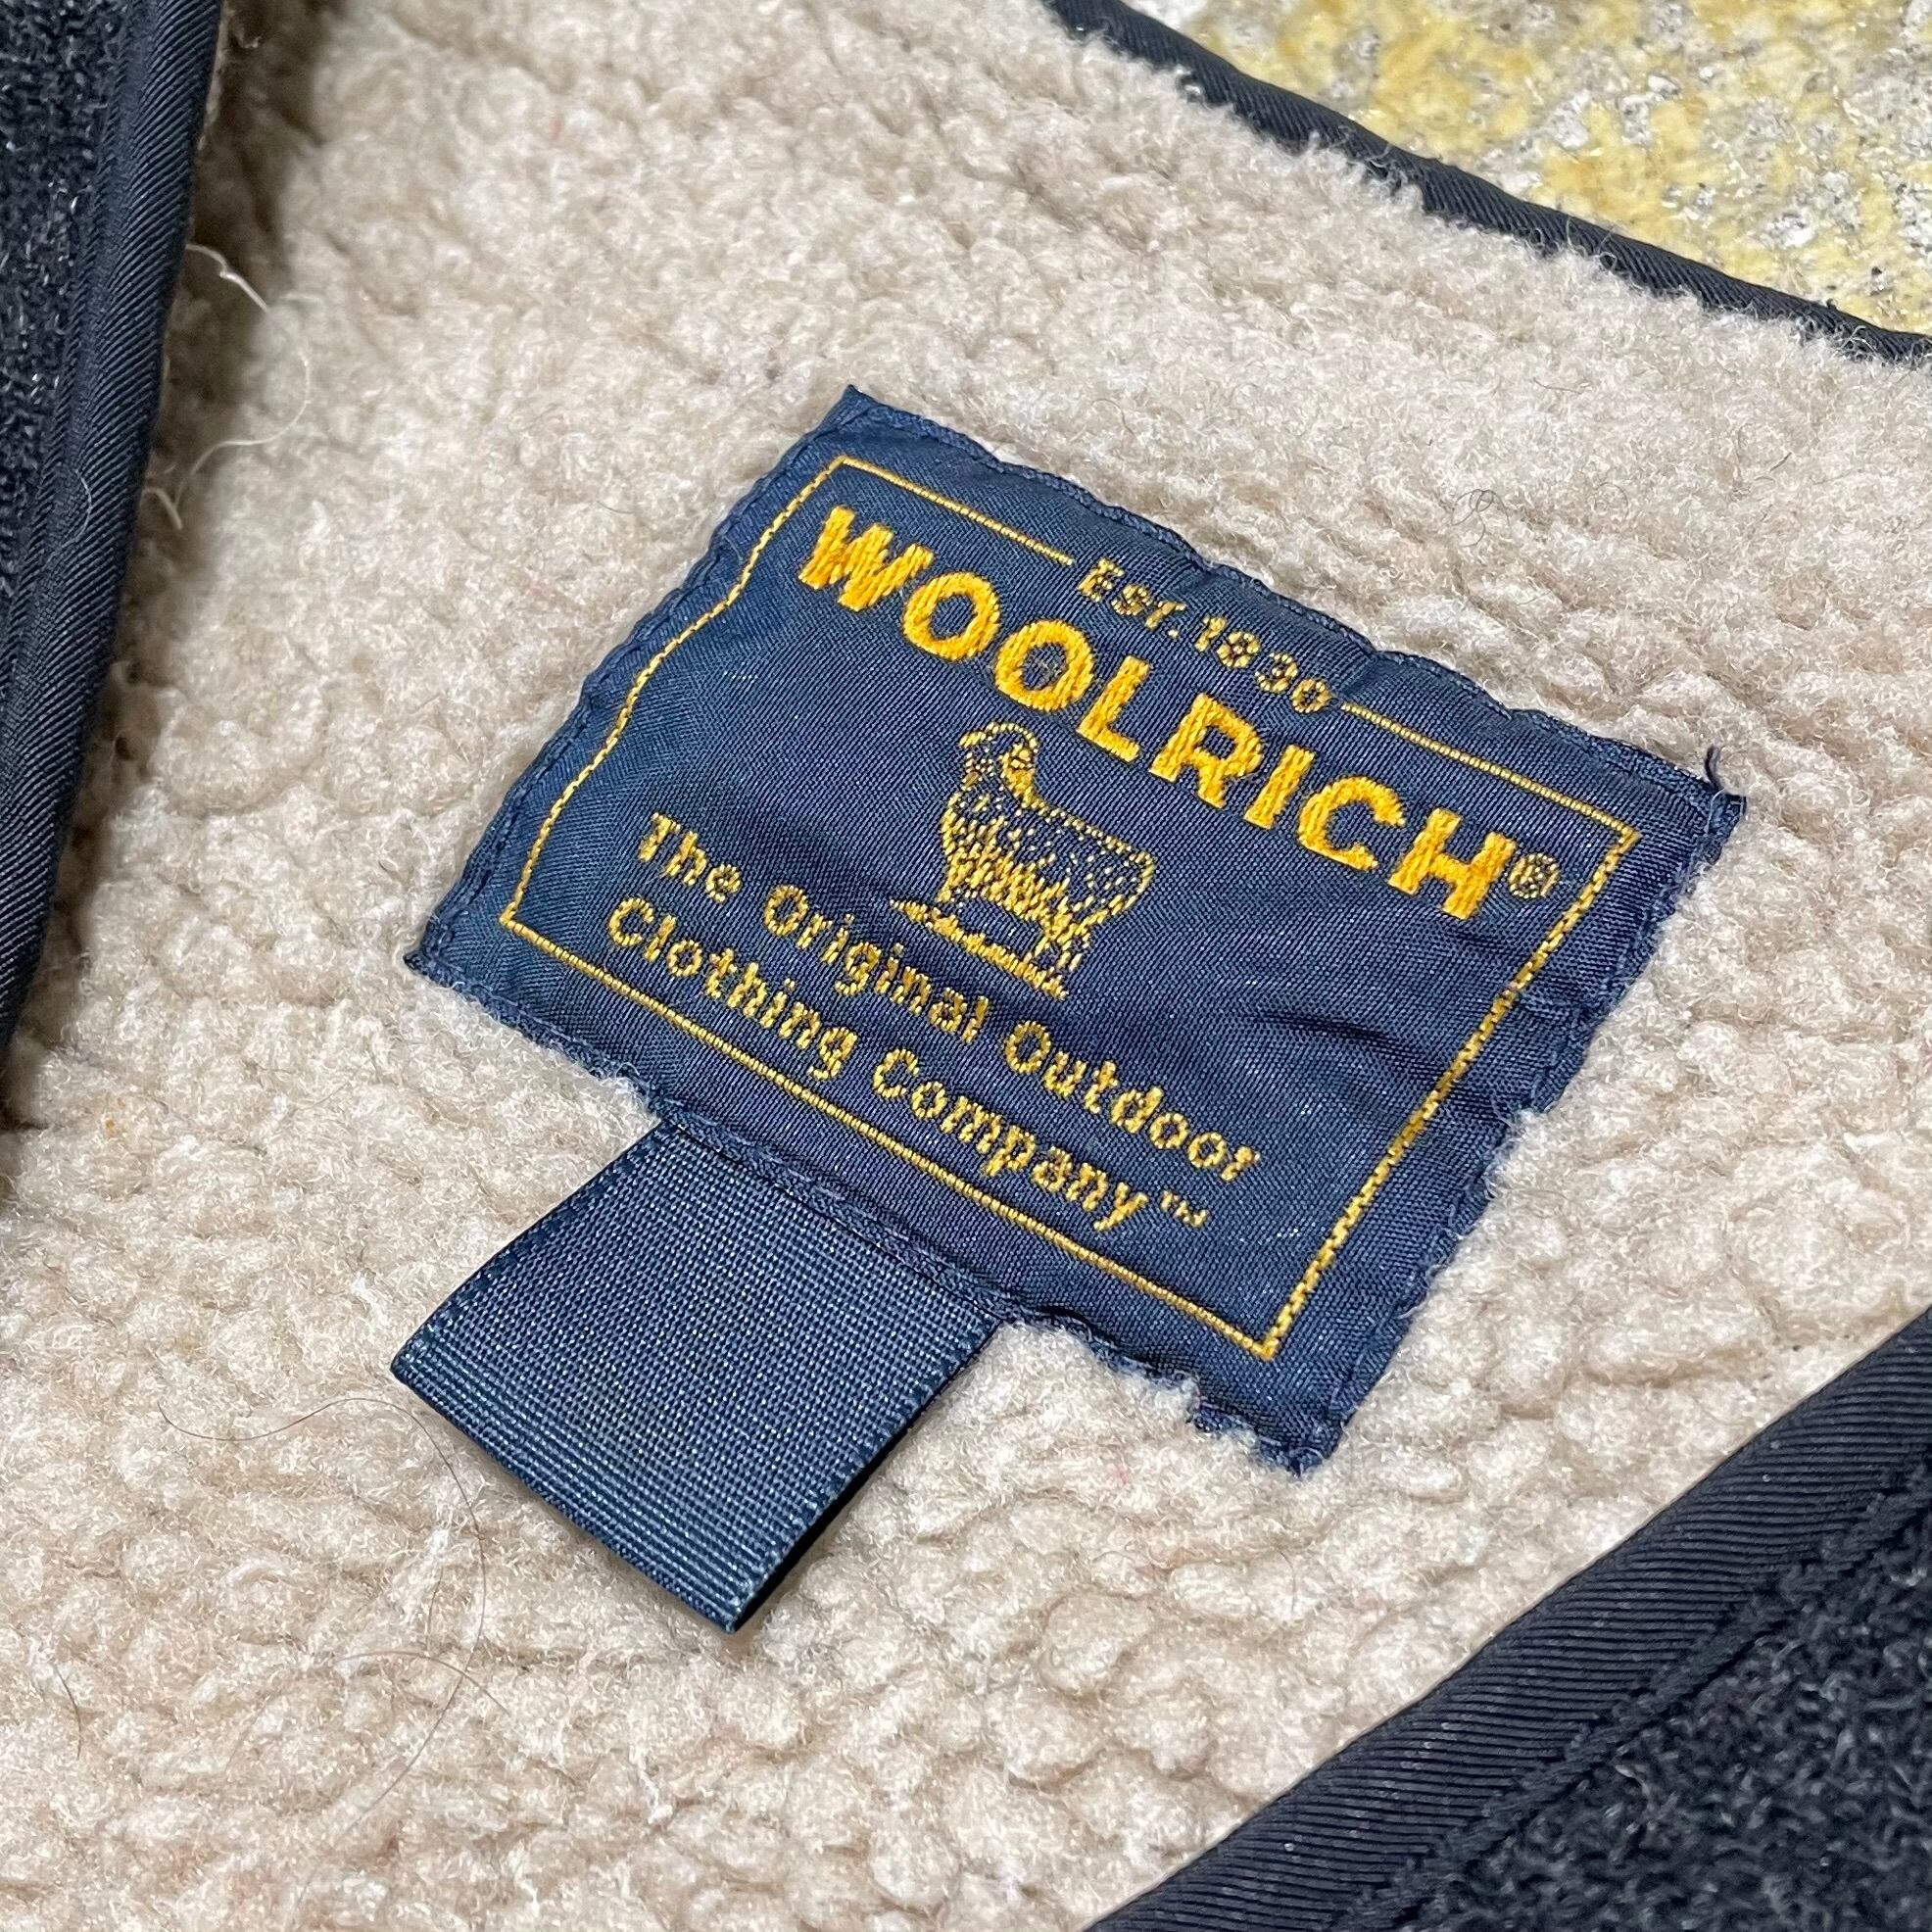 Est. 1830
WOOLRICH®
The Original Outdoor
Clothing Company™